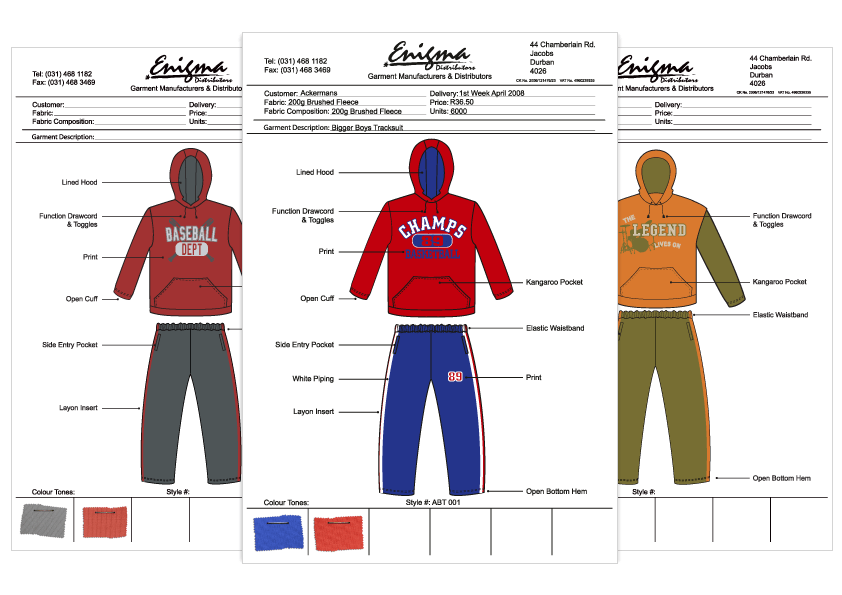 Tel: (031) 468 1182
Fax: (031) 468 3469
Enigma
Distributors
Garment Manufacturers & Distributo
Customer:
Delivery:
Fabric:
Price:
Fabric Composition:
Units:
Garment Description:
Lined Hood
Function Drawcord
& Toggles
Print
Open Cuff
Side Entry Pocket
Layon Insert
BASEBALL
DEPT
Colour Tones:
Style #:
Tel: (031) 468 1182
Fax: (031) 468 3469
Enigma
Distributors
Garment Manufacturers & Distributors
44 Chamberlain Rd.
Jacobs
Durban
4026
Customer: Ackermans
Delivery: 1st Week April 2008
Fabric: 200g Brushed Fleece
Price: R36.50
Fabric Composition: 200g Brushed Fleece
Units: 6000
Garment Description: Bigger Boys Tracksuit
Lined Hood
Function Drawcord
& Toggles
Print
Open Cuff
Kangaroo Pocket
CHAMPS
BASKETBALL
Elastic Waistband
Side Entry Pocket
White Piping
89
Print
Layon Insert
Open Bottom Hem
Colour Tones:
Style #: ABT 001
nigma
Distributors
Manufacturers & Distributors
44 Chamberlain Rd.
Jacobs
Durban
4026
Delivery:
Price:
Units:
THE
LEGEND
LIVES ON
Function Drawcord
& Toggles
Kangaroo Pocket
Elastic Waistband
Open Bottom Hem
Style #: